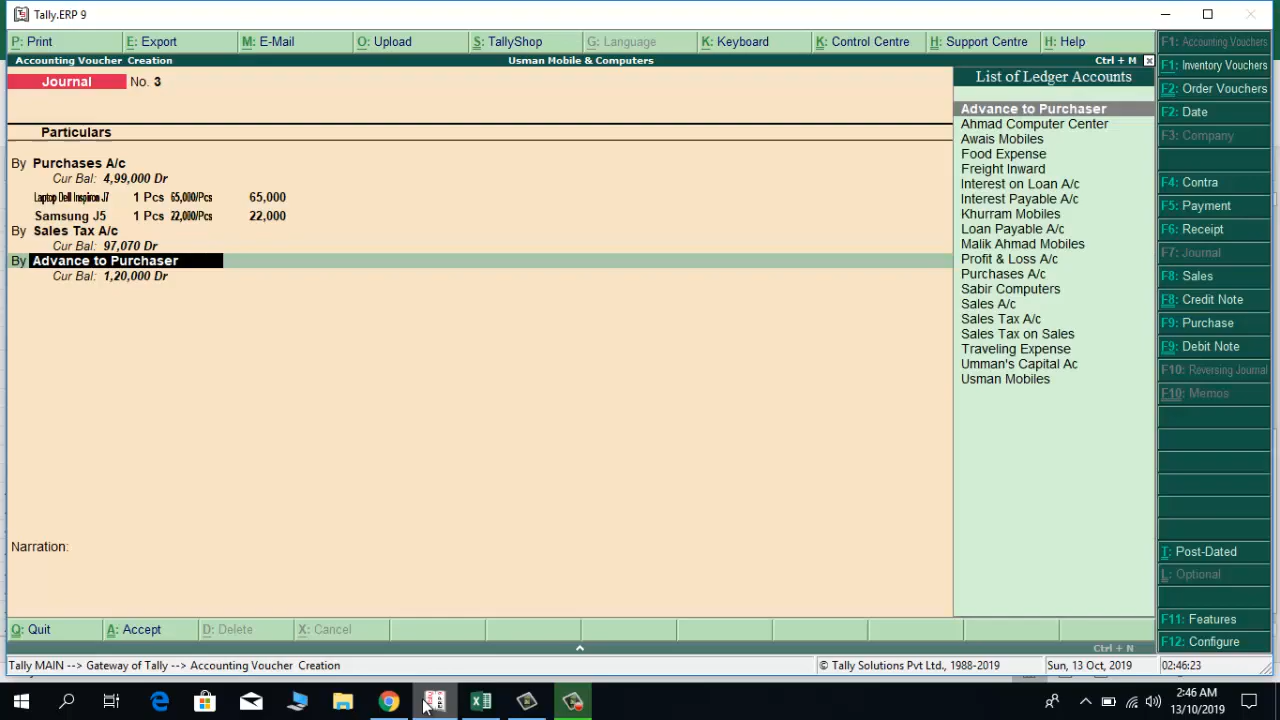 Tally.ERP 9
P: Print E: Export M: E-Mail O: Upload S: TallyShop G: Language K: Keyboard K: Control Centre H: Support Centre H: Help
Accounting Voucher Creation Usman Mobile & Computers Ctrl + M
Journal No. 3
Particulars
By Purchases A/c
Cur Bal: 4,99,000 Dr
Laptop Dell Inspiron J7 1 Pcs 65,000/Pcs 65,000
Samsung J5 1 Pcs 22,000/Pcs 22,000
By Sales Tax A/c
Cur Bal: 97,070 Dr
By Advance to Purchaser
Cur Bal: 1,20,000 Dr
Narration:
List of Ledger Accounts
Advance to Purchaser
Ahmad Computer Center
Awais Mobiles
Food Expense
Freight Inward
Interest on Loan A/c
Interest Payable A/c
Khurram Mobiles
Loan Payable A/c
Malik Ahmad Mobiles
Profit & Loss A/c
Purchases A/c
Sabir Computers
Sales A/c
Sales Tax A/c
Sales Tax on Sales
Traveling Expense
Umman's Capital Ac
Usman Mobiles
F1: Accounting Vouchers
F1: Inventory Vouchers
F2: Order Vouchers
F2: Date
F3: Company
F4: Contra
F5: Payment
F6: Receipt
F7: Journal
F8: Sales
F8: Credit Note
F9: Purchase
F9: Debit Note
F10: Reversing Journal
F10: Memos
T: Post-Dated
L: Optional
F11: Features
F12: Configure
Q: Quit A: Accept D: Delete X: Cancel
Ctrl + N
Tally MAIN --> Gateway of Tally --> Accounting Voucher Creation © Tally Solutions Pvt Ltd., 1988-2019 Sun, 13 Oct, 2019 02:46:23
2:46 AM
13/10/2019